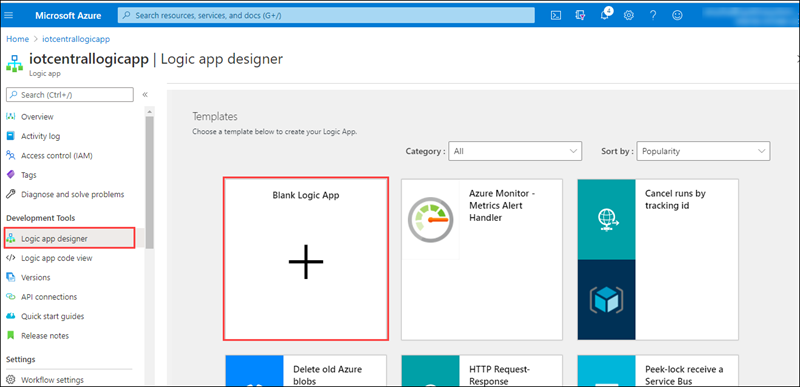 Microsoft Azure
Search resources, services, and docs (G+/)
4
Home > iotcentrallogicapp >
iotcentrallogicapp | Logic app designer
Logic app
Search (Ctrl+/)
«
Overview
Activity log
Access control (IAM)
Tags
Diagnose and solve problems
Development Tools
Logic app designer
Logic app code view
Versions
API connections
Quick start guides
Release notes
Settings
Workflow settings
Templates
Choose a template below to create your Logic App.
Category : All
Sort by : Popularity
Blank Logic App
Azure Monitor -
Metrics Alert
Handler
Cancel runs by
tracking id
Delete old Azure
blobs
HTTP Request-
Response
Peek-lock receive a
Service Bus